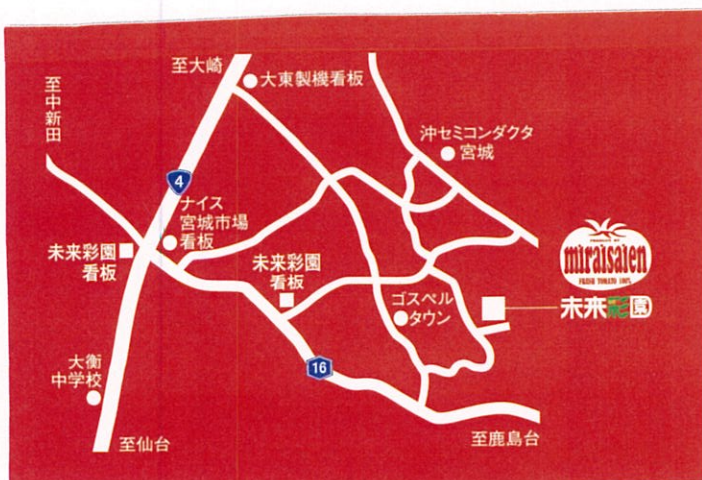 至大崎
大東製機看板
至中新田
沖セミコンダクタ
宮城
4
ナイス
宮城市場
看板
未来彩園
看板
未来彩園
看板
miraisaien
FRESH TOMATO 100%
未来彩園
ゴスペル
タウン
16
大衡
中学校
至仙台
至鹿島台